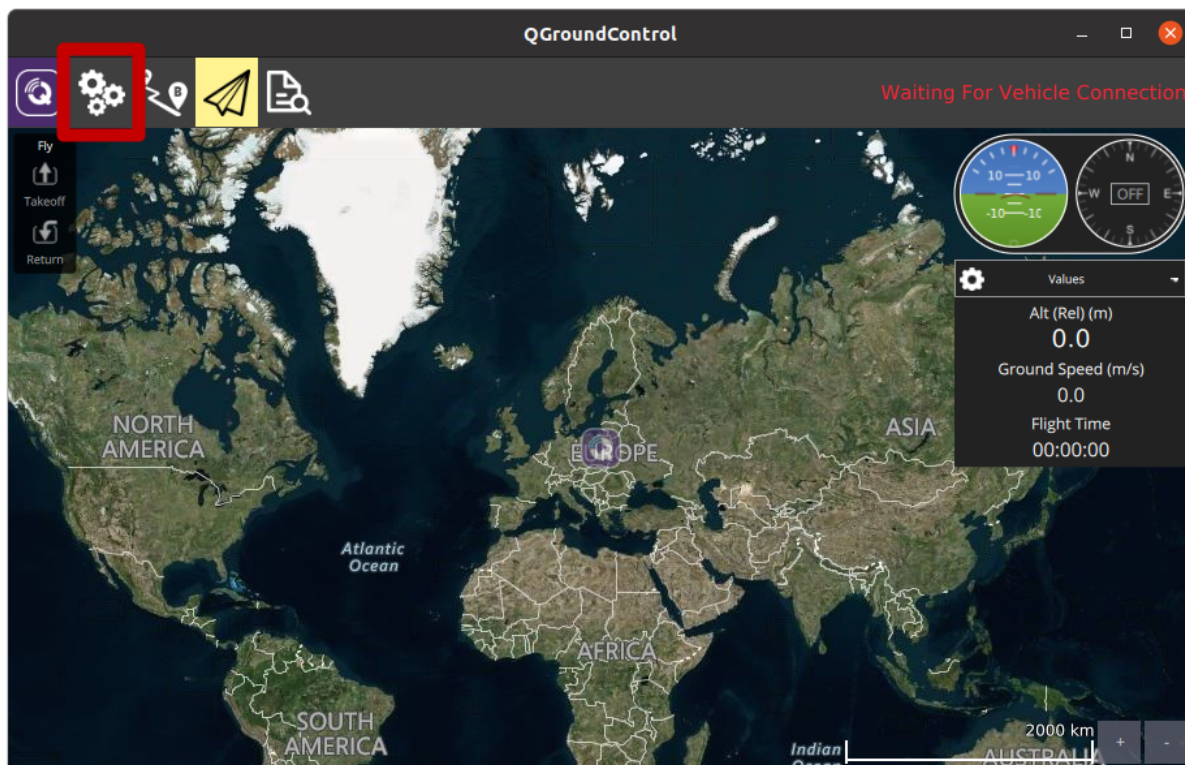 QGroundControl
B
Waiting For Vehicle Connection
Fly
Takeoff
Return
10 10
-10 -10
N
W OFF E
S
Values
Alt (Rel) (m)
0.0
Ground Speed (m/s)
0.0
Flight Time
00:00:00
NORTH
AMERICA
EUROPE
ASIA
Atlantic
Ocean
AFRICA
SOUTH
AMERICA
Indian
Ocean
2000 km
+ -
AUSTRALIA